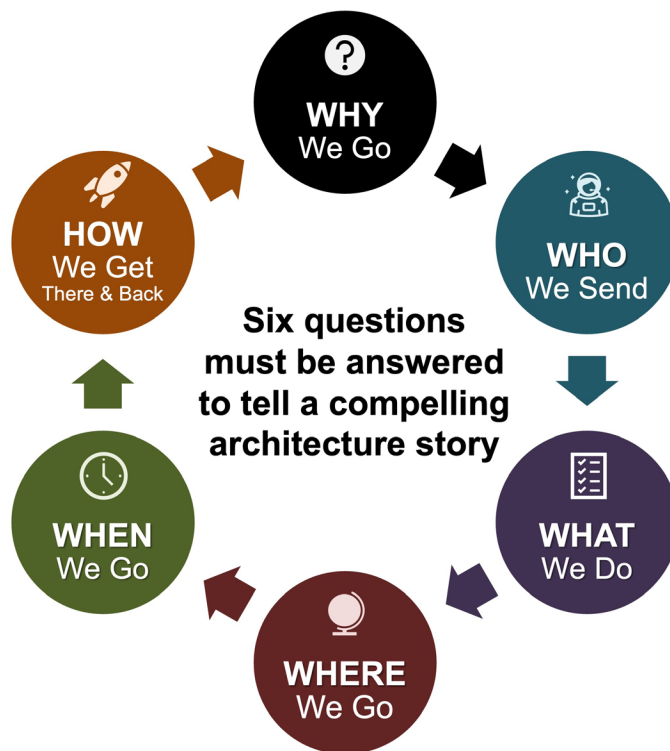 ?
WHY
We Go
WHO
We Send
WHAT
We Do
WHERE
We Go
WHEN
We Go
HOW
We Get
There & Back
Six questions
must be answered
to tell a compelling
architecture story